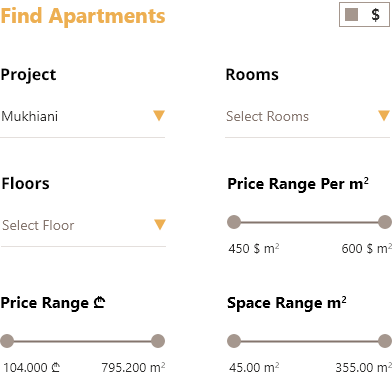 Find Apartments
$
Project
Rooms
Mukhiani
Select Rooms
Floors
Price Range Per m²
Select Floor
450 $ m²
600 $ m²
Price Range ₾
Space Range m²
104.000 ₾
795.200 m²
45.00 m²
355.00 m²